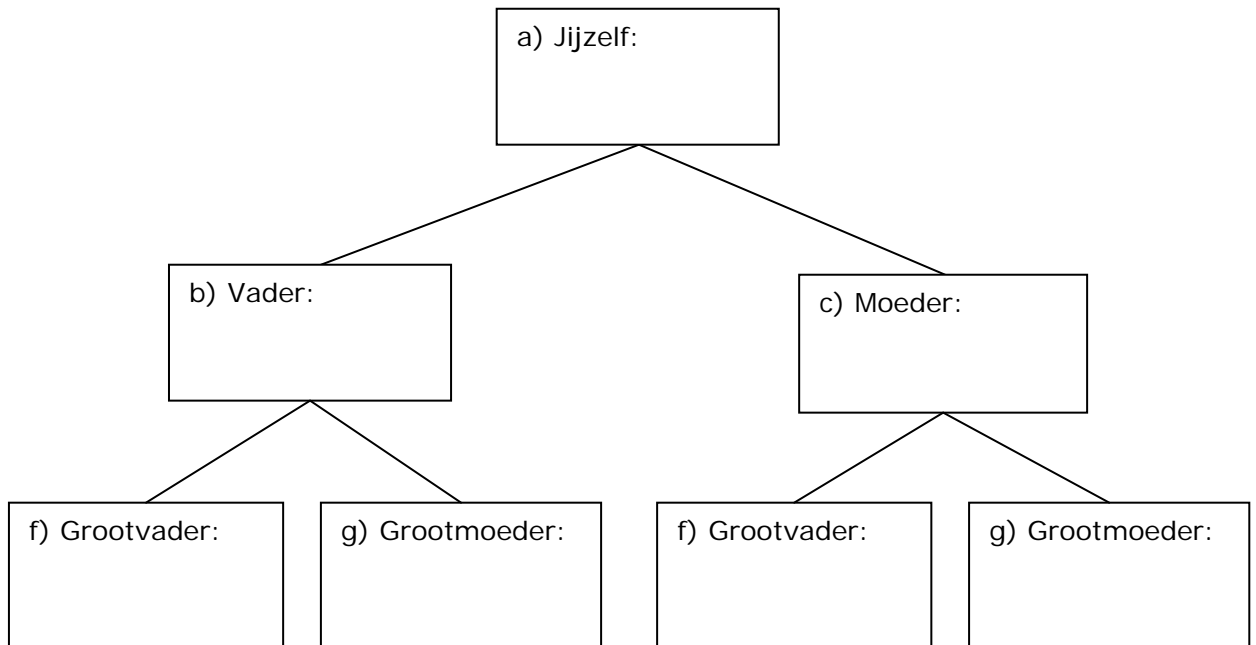 a) Jijzelf:
b) Vader:
c) Moeder:
f) Grootvader:
g) Grootmoeder:
f) Grootvader:
g) Grootmoeder: